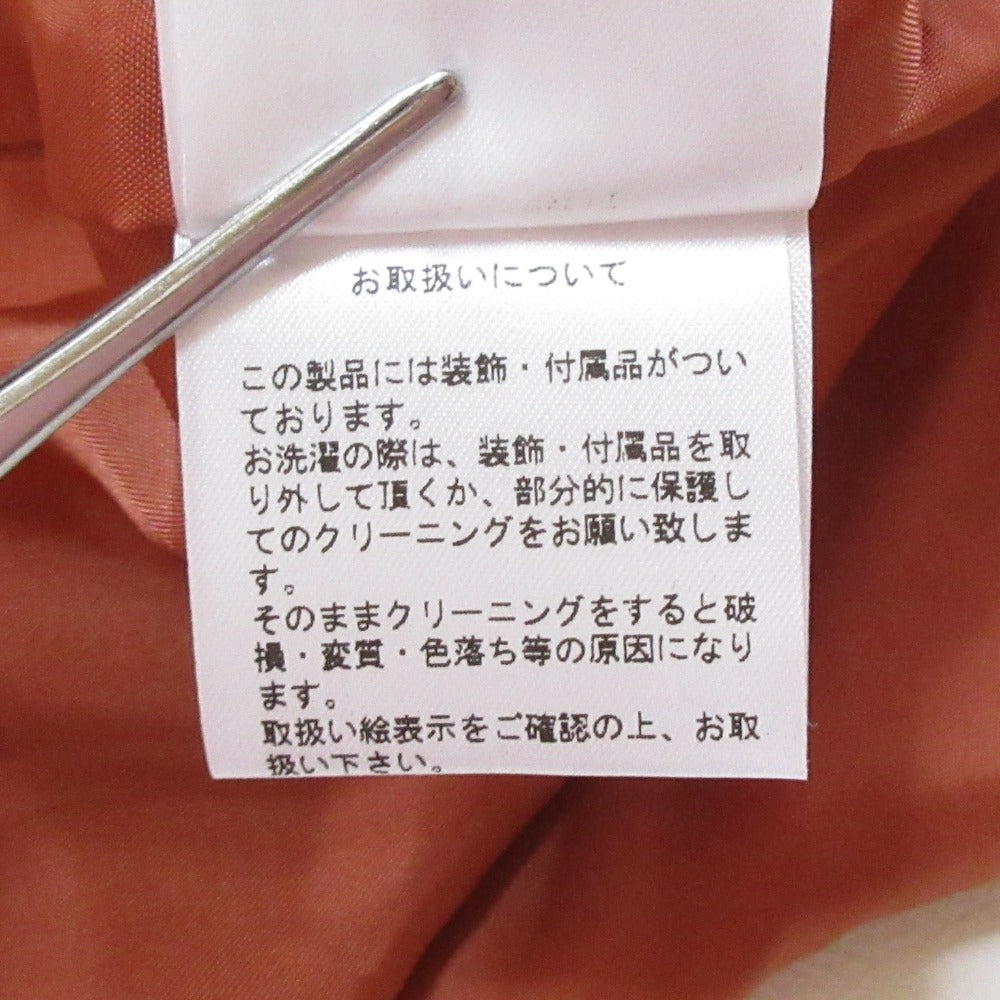 お取扱いについて
この製品には装飾・付属品がつい
ております。
お洗濯の際は、装飾・付属品を取
り外して頂くか、部分的に保護し
てのクリーニングをお願い致しま
す。
そのままクリーニングをすると破
損・変質・色落ち等の原因になり
ます。
取扱い絵表示をご確認の上、お取
扱い下さい。